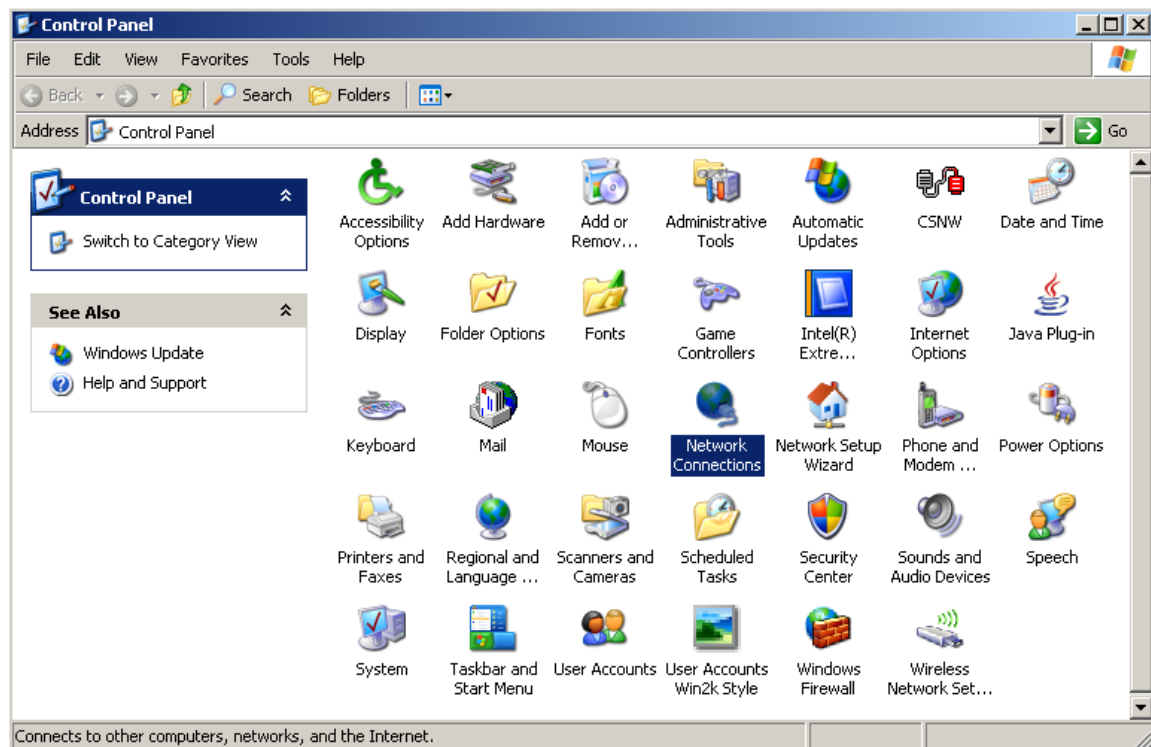 Control Panel
File Edit View Favorites Tools Help
Back Search Folders
Address Control Panel Go
Control Panel
Switch to Category View
See Also
Windows Update
Help and Support
Accessibility Options
Add Hardware
Add or Remov...
Administrative Tools
Automatic Updates
CSNW
Date and Time
Display
Folder Options
Fonts
Game Controllers
Intel(R) Extre...
Internet Options
Java Plug-in
Keyboard
Mail
Mouse
Network Connections
Network Setup Wizard
Phone and Modem ...
Power Options
Printers and Faxes
Regional and Language ...
Scanners and Cameras
Scheduled Tasks
Security Center
Sounds and Audio Devices
Speech
System
Taskbar and Start Menu
User Accounts
User Accounts Win2k Style
Windows Firewall
Wireless Network Set...
Connects to other computers, networks, and the Internet.